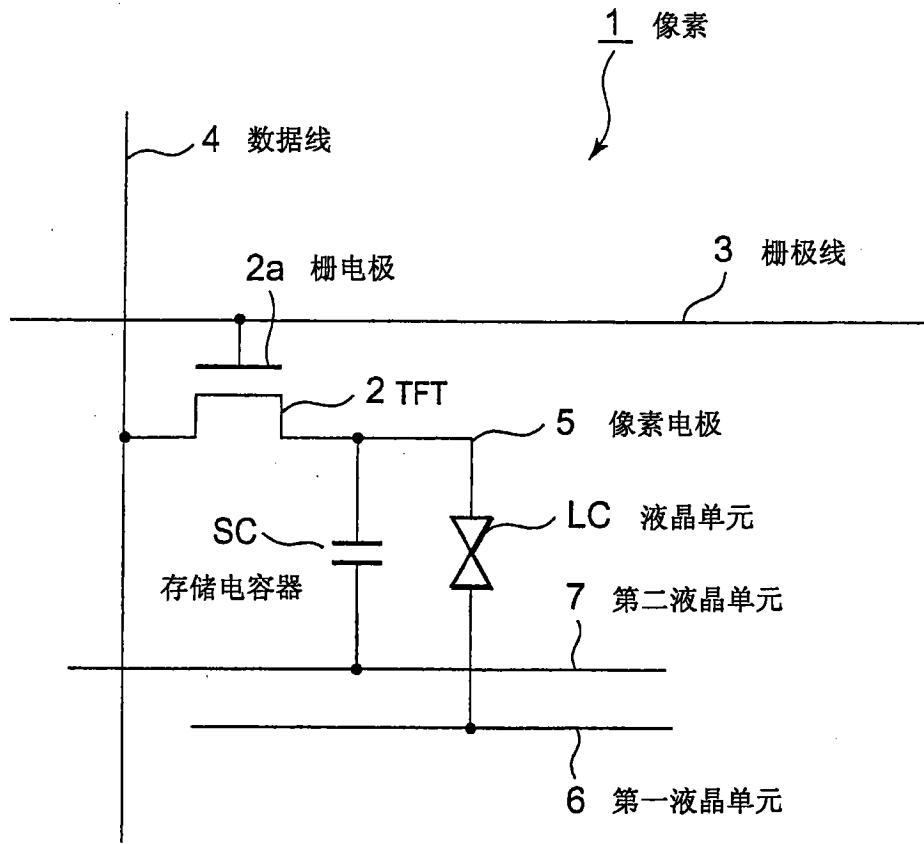 1 像素
4 数据线
3 栅极线
2a 栅电极
2 TFT
5 像素电极
SC
存储电容器
LC 液晶单元
7 第二液晶单元
6 第一液晶单元